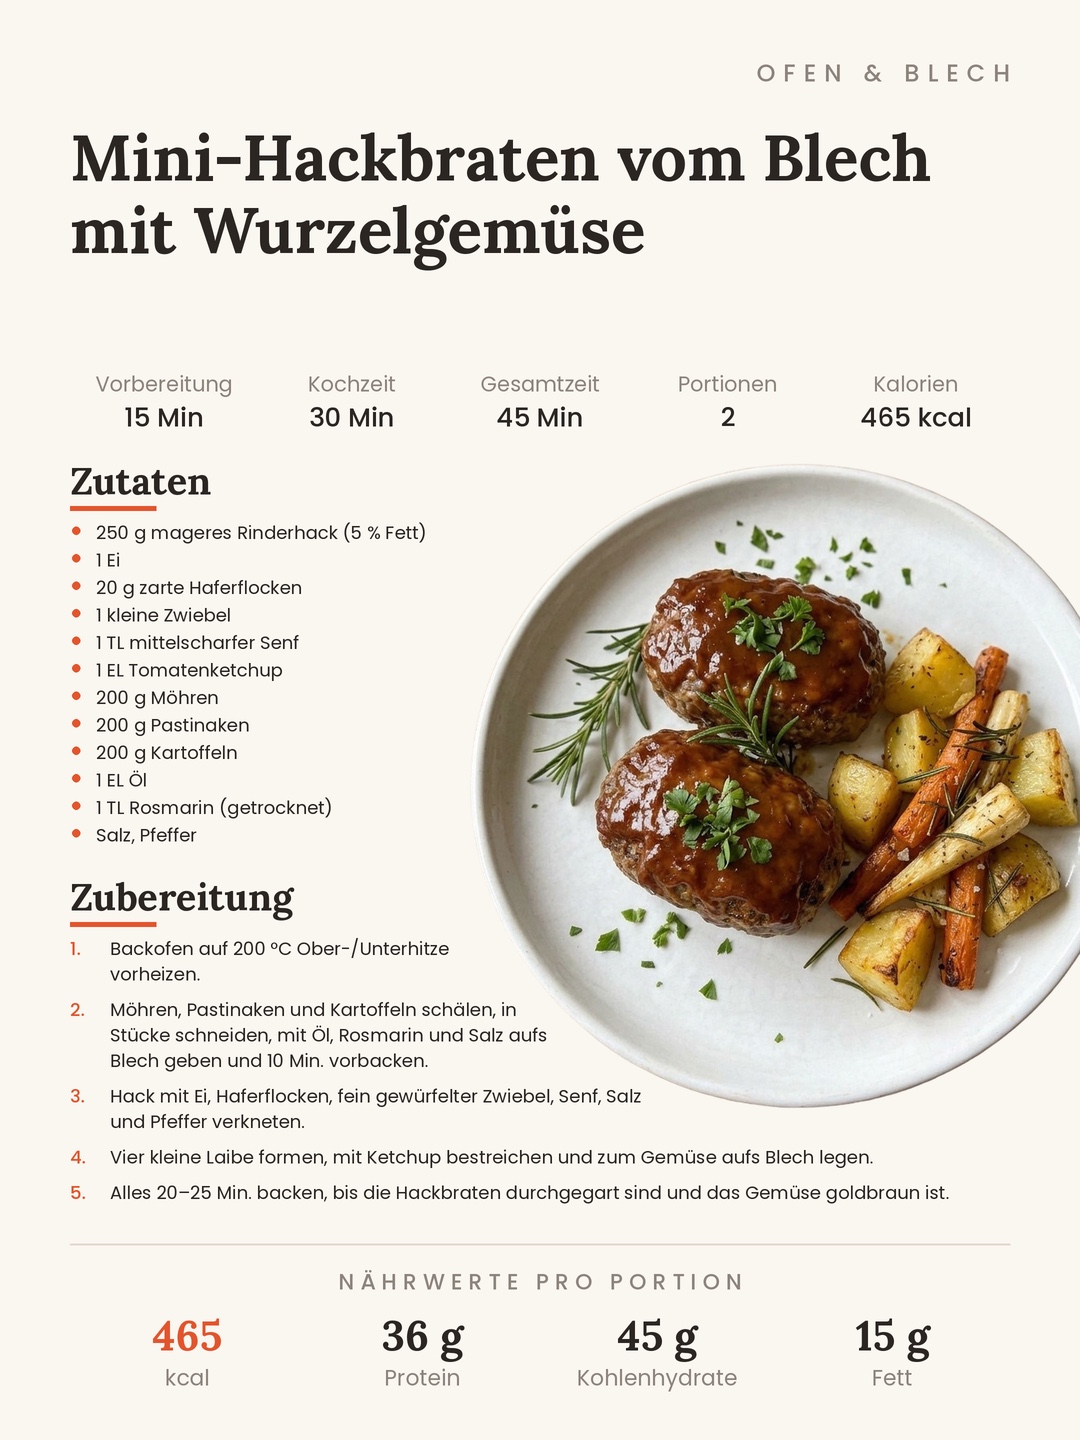 OFEN & BLECH
Mini-Hackbraten vom Blech
mit Wurzelgemüse
Vorbereitung
15 Min
Kochzeit
30 Min
Gesamtzeit
45 Min
Portionen
2
Kalorien
465 kcal
Zutaten
• 250 g mageres Rinderhack (5 % Fett)
• 1 Ei
• 20 g zarte Haferflocken
• 1 kleine Zwiebel
• 1 TL mittelscharfer Senf
• 1 EL Tomatenketchup
• 200 g Möhren
• 200 g Pastinaken
• 200 g Kartoffeln
• 1 EL Öl
• 1 TL Rosmarin (getrocknet)
• Salz, Pfeffer
Zubereitung
1. Backofen auf 200 °C Ober-/Unterhitze
vorheizen.
2. Möhren, Pastinaken und Kartoffeln schälen, in
Stücke schneiden, mit Öl, Rosmarin und Salz aufs
Blech geben und 10 Min. vorbacken.
3. Hack mit Ei, Haferflocken, fein gewürfelter Zwiebel, Senf, Salz
und Pfeffer verkneten.
4. Vier kleine Laibe formen, mit Ketchup bestreichen und zum Gemüse aufs Blech legen.
5. Alles 20–25 Min. backen, bis die Hackbraten durchgegart sind und das Gemüse goldbraun ist.
NÄHRWERTE PRO PORTION
465
kcal
36 g
Protein
45 g
Kohlenhydrate
15 g
Fett